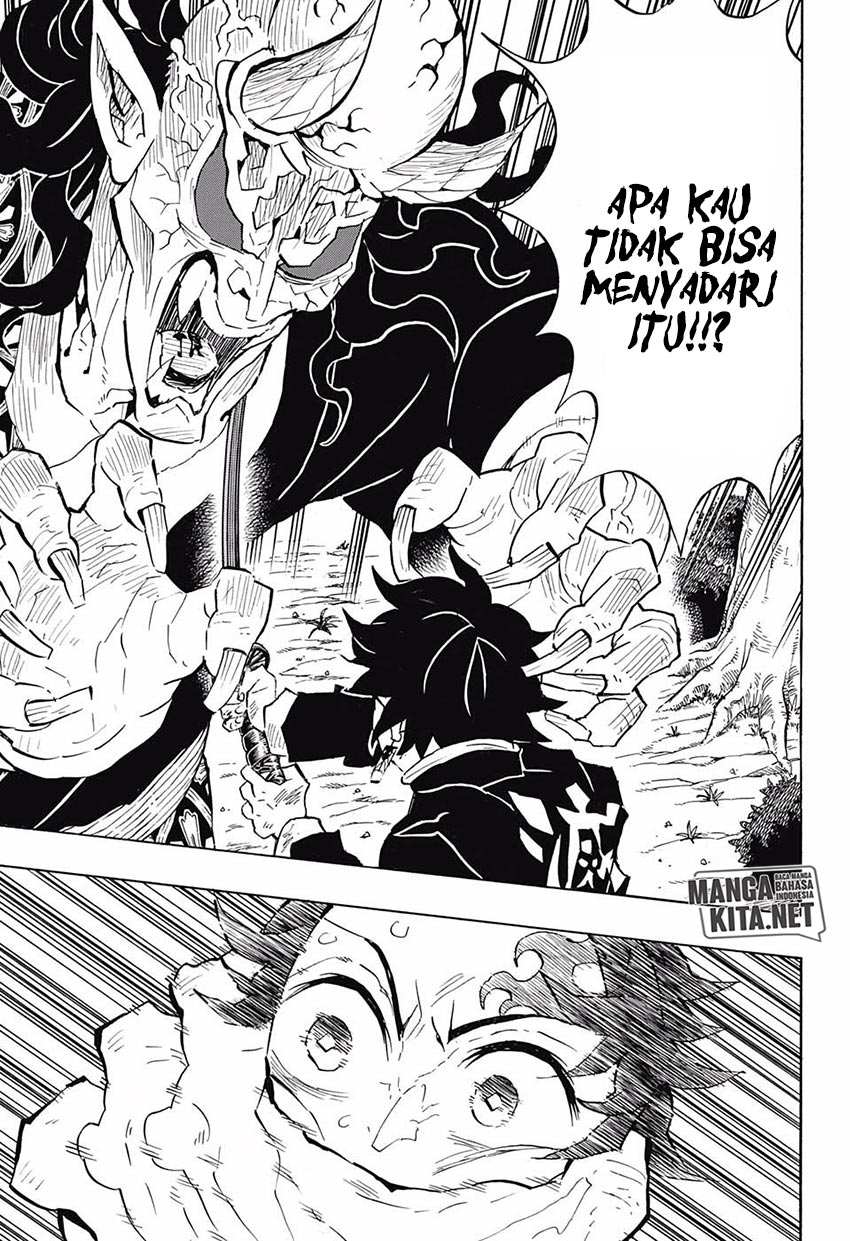 APA KAU
TIDAK BISA
MENYADARI
ITU!!?
MANGA BACA MANGA
BAHASA
INDONESIA
KITA.NET